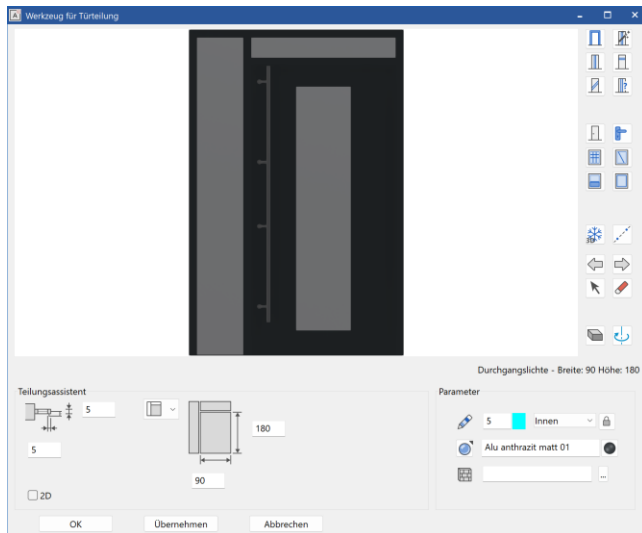 Werkzeug für Türteilung
Durchgangslichte - Breite: 90 Höhe: 180
Teilungsassistent
5
5
180
90
2D
Parameter
5
Innen
Alu anthrazit matt 01
...
OK
Übernehmen
Abbrechen